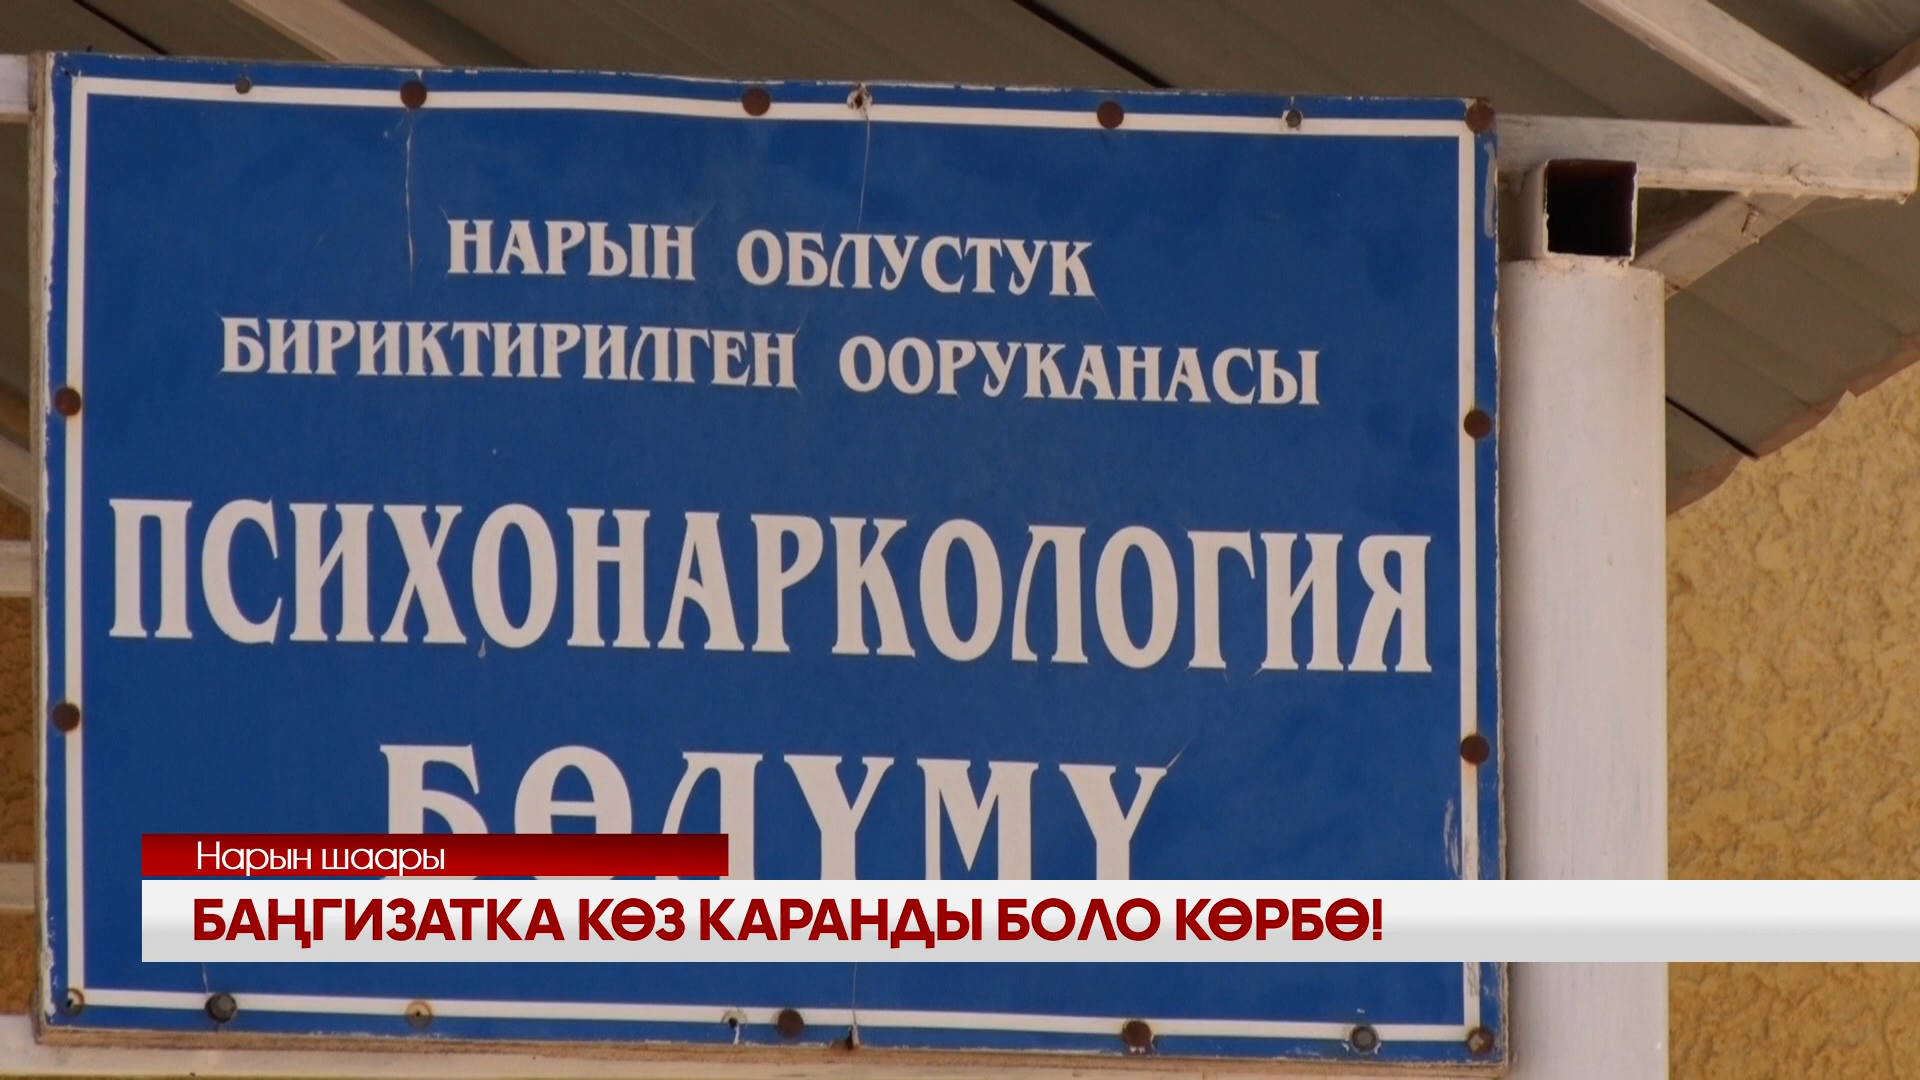 НАРЫН ОБЛУСТУК
БИРИКТИРИЛГЕН ООРУКАНАСЫ
ПСИХОНАРКОЛОГИЯ
БӨЛҮМҮ
Нарын шаары
БАҢГИЗАТКА КӨЗ КАРАНДЫ БОЛО КӨРБӨ!